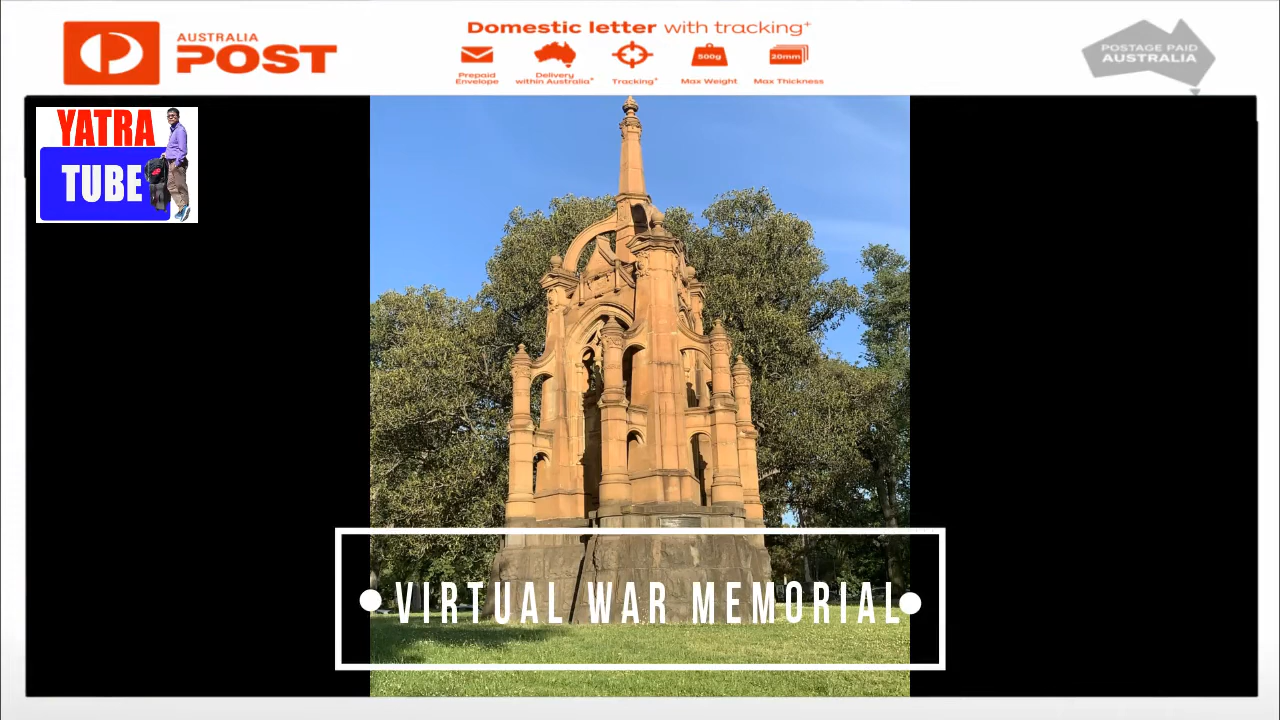 AUSTRALIA
POST
Domestic letter with tracking+
Prepaid
Envelope
Delivery
within Australia+
Tracking+
500g
Max Weight
20mm
Max Thickness
POSTAGE PAID
AUSTRALIA
YATRA
TUBE
VIRTUAL WAR MEMORIAL